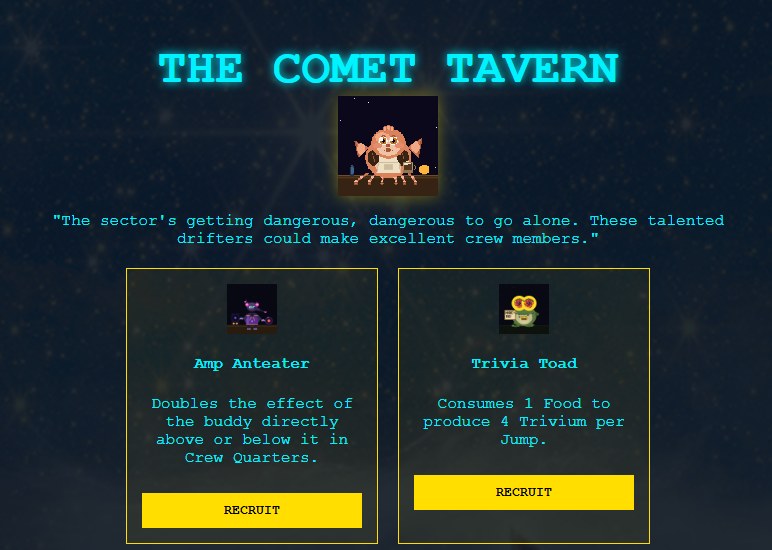 THE COMET TAVERN
"The sector's getting dangerous, dangerous to go alone. These talented
drifters could make excellent crew members."
Amp Anteater
Doubles the effect of
the buddy directly
above or below it in
Crew Quarters.
RECRUIT
Trivia Toad
Consumes 1 Food to
produce 4 Trivium per
Jump.
RECRUIT